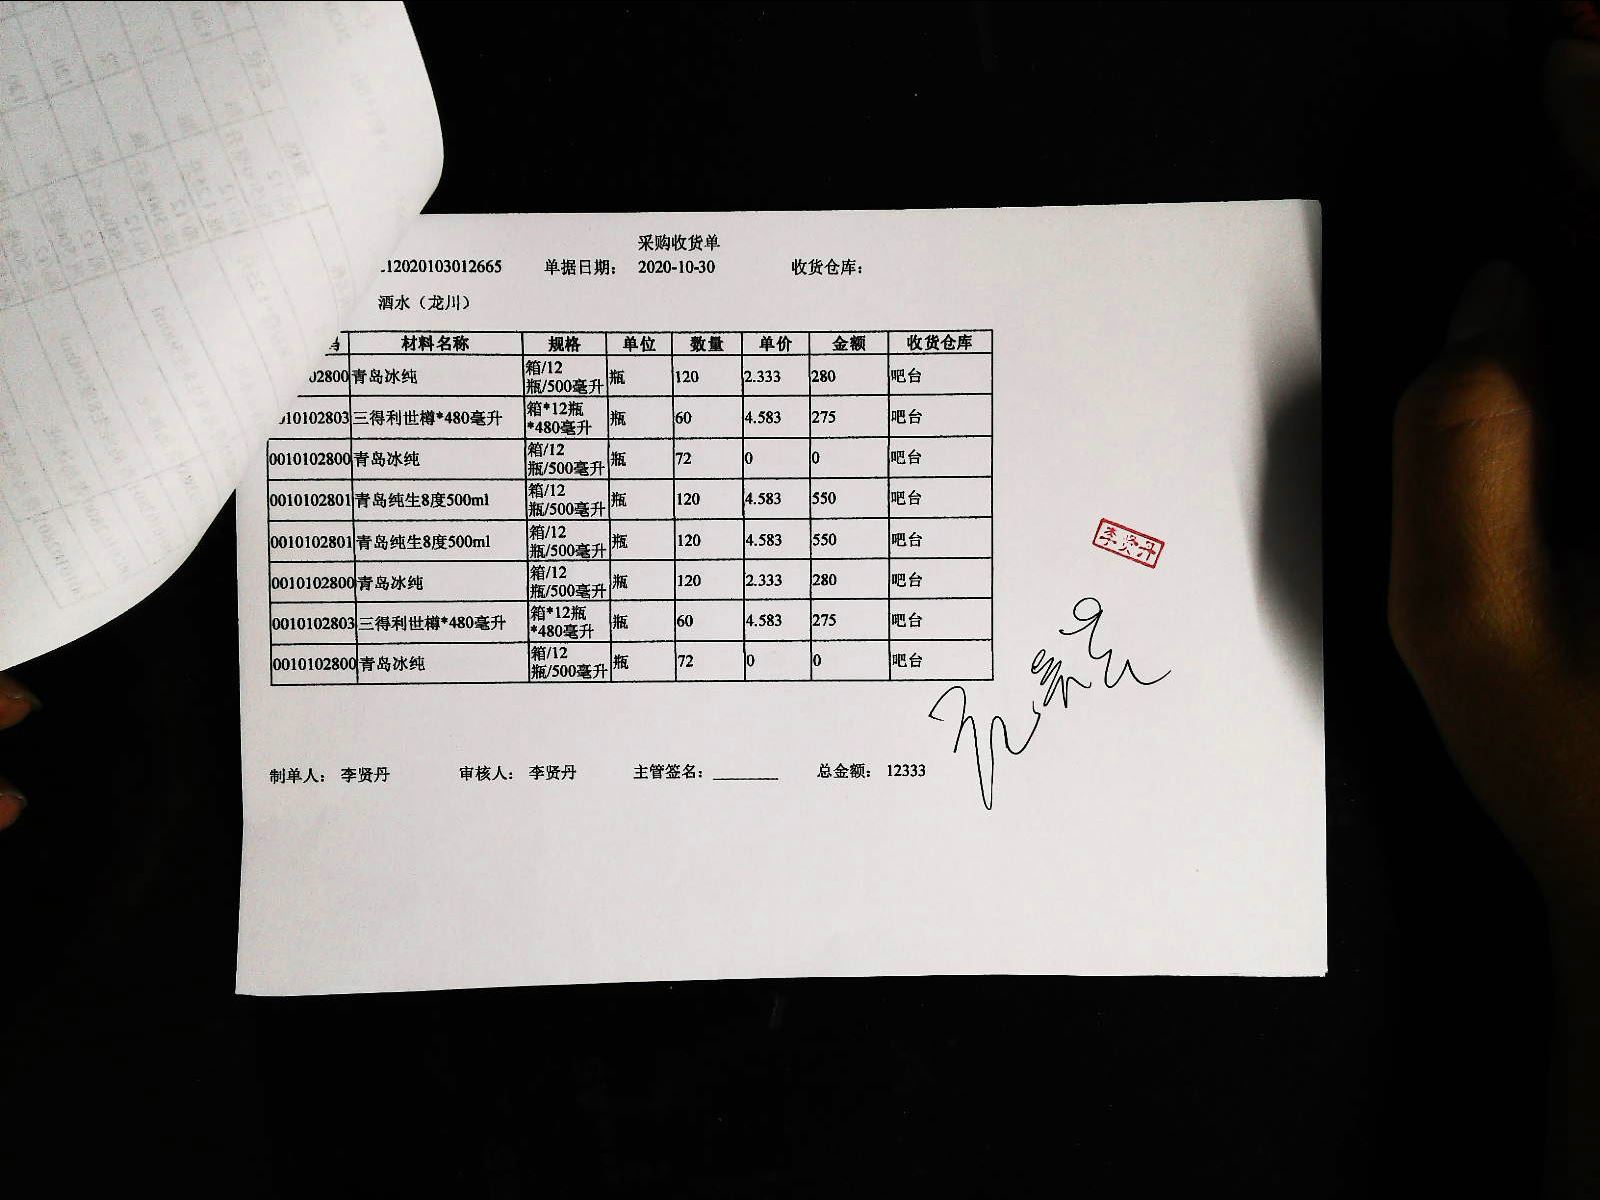 采购收货单
12020103012665 单据日期： 2020-10-30 收货仓库：
酒水（龙川）
材料名称 规格 单位 数量 单价 金额 收货仓库
02800 青岛冰纯 箱/12瓶/500毫升 瓶 120 2.333 280 吧台
010102803 三得利世樽*480毫升 箱*12瓶*480毫升 瓶 60 4.583 275 吧台
0010102800 青岛冰纯 箱/12瓶/500毫升 瓶 72 0 0 吧台
0010102801 青岛纯生8度500ml 箱/12瓶/500毫升 瓶 120 4.583 550 吧台
0010102801 青岛纯生8度500ml 箱/12瓶/500毫升 瓶 120 4.583 550 吧台
0010102800 青岛冰纯 箱/12瓶/500毫升 瓶 120 2.333 280 吧台
0010102803 三得利世樽*480毫升 箱*12瓶*480毫升 瓶 60 4.583 275 吧台
0010102800 青岛冰纯 箱/12瓶/500毫升 瓶 72 0 0 吧台
李贤丹
制单人： 李贤丹 审核人： 李贤丹 主管签名：________ 总金额： 12333